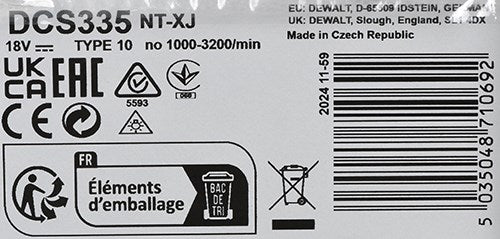 DCS335 NT-XJ
18V⎓ TYPE 10 no 1000-3200/min
EU: DEWALT, D-65509 IDSTEIN, GERMANY
UK: DEWALT, Slough, England, SL1 4DX
Made in Czech Republic
UK
CA
EAC
5593
CE
2024 11-59
5 035048 710692
FR
Éléments
d'emballage
BAC
DE
TRI